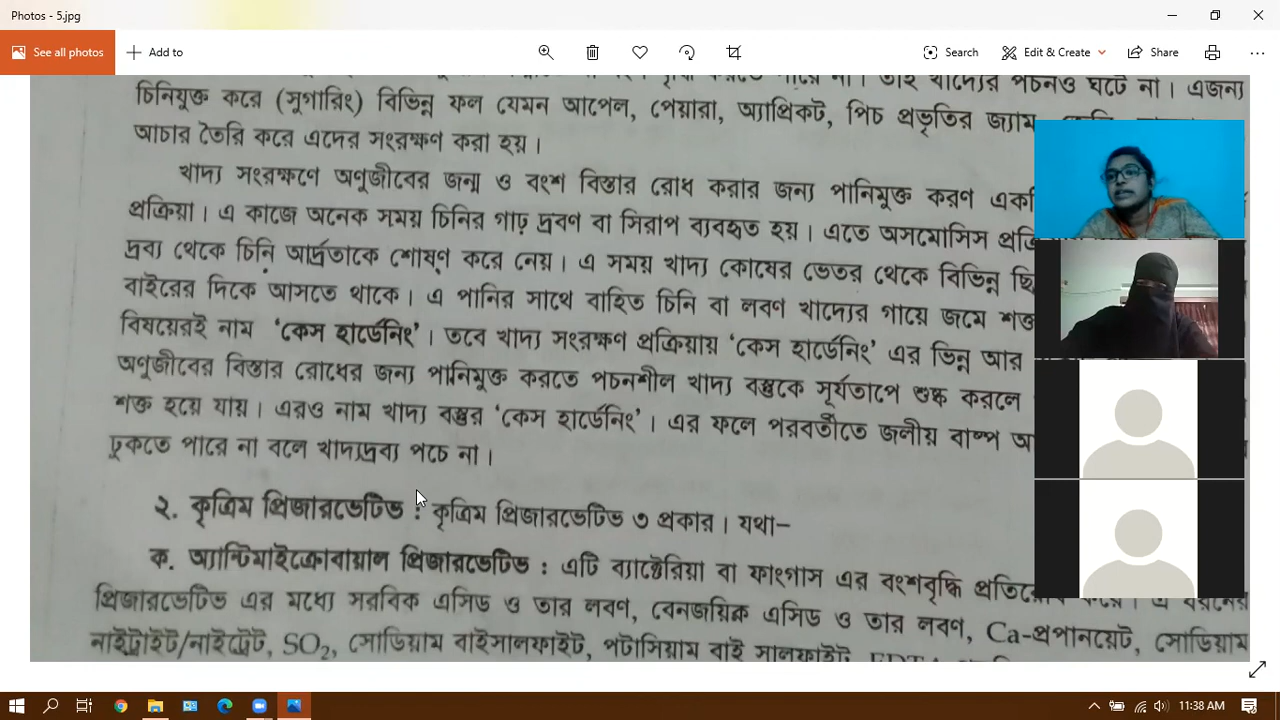 Photos - 5.jpg
See all photos
Add to
Search
Edit & Create
Share
তাই খাদ্যের পচনও ঘটে না। এজন্য
চিনিযুক্ত করে (সুগারিং) বিভিন্ন ফল যেমন আপেল, পেয়ারা, অ্যাপ্রিকট, পিচ প্রভৃতির জ্যাম,
আচার তৈরি করে এদের সংরক্ষণ করা হয়।
খাদ্য সংরক্ষণে অণুজীবের জন্ম ও বংশ বিস্তার রোধ করার জন্য পানিমুক্ত করণ
প্রক্রিয়া। এ কাজে অনেক সময় চিনির গাঢ় দ্রবণ বা সিরাপ ব্যবহৃত হয়। এতে অসমোসিস
দ্রব্য থেকে চিনি আর্দ্রতাকে শোষণ করে নেয়। এ সময় খাদ্য কোষের ভেতর থেকে বিভিন্ন
বাইরের দিকে আসতে থাকে। এ পানির সাথে বাহিত চিনি বা লবণ খাদ্যের গায়ে জমে শক্ত
বিষয়েরই নাম ‘কেস হার্ডেনিং’। তবে খাদ্য সংরক্ষণ প্রক্রিয়ায় ‘কেস হার্ডেনিং’ এর ভিন্ন আর
অণুজীবের বিস্তার রোধের জন্য পানিমুক্ত করতে পচনশীল খাদ্য বস্তুকে সূর্যতাপে শুষ্ক করলে
শক্ত হয়ে যায়। এরও নাম খাদ্য বস্তুর ‘কেস হার্ডেনিং’। এর ফলে পরবর্তীতে জলীয় বাষ্প
ঢুকতে পারে না বলে খাদ্যদ্রব্য পচে না।
২. কৃত্রিম প্রিজারভেটিভ : কৃত্রিম প্রিজারভেটিভ ৩ প্রকার। যথা–
ক. অ্যান্টিমাইক্রোবায়াল প্রিজারভেটিভ : এটি ব্যাক্টেরিয়া বা ফাংগাস এর বংশবৃদ্ধি প্রতিরোধ করে। এ ধরনের
প্রিজারভেটিভ এর মধ্যে সরবিক এসিড ও তার লবণ, বেনজয়িক এসিড ও তার লবণ, Ca-প্রপানয়েট, সোডিয়াম
নাইট্রাইট/নাইট্রেট, SO₂, সোডিয়াম বাইসালফাইট, পটাসিয়াম বাই সালফাইট,
11:38 AM